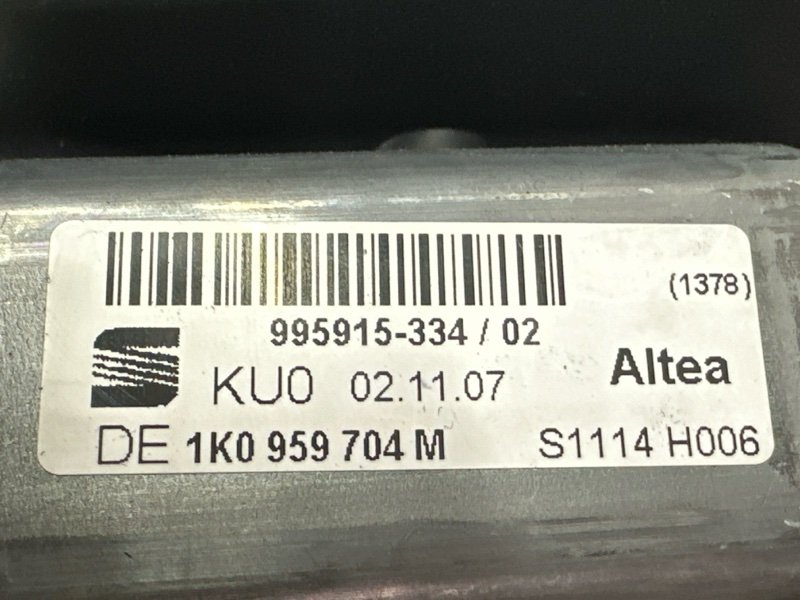 (1378)
995915-334 / 02
Altea
KU0 02.11.07
DE 1K0 959 704 M S1114 H006